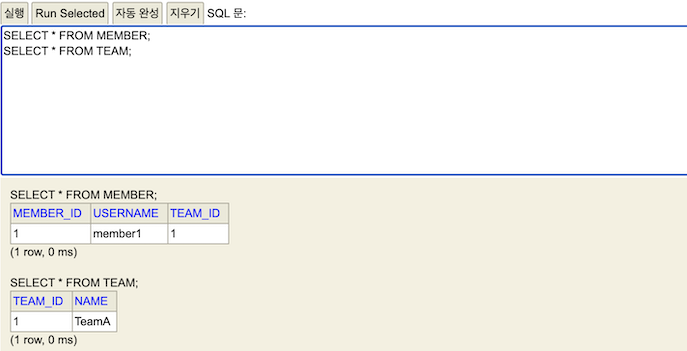 실행 Run Selected 자동 완성 지우기 SQL 문:
SELECT * FROM MEMBER;
SELECT * FROM TEAM;
SELECT * FROM MEMBER;
MEMBER_ID USERNAME TEAM_ID
1 member1 1
(1 row, 0 ms)
SELECT * FROM TEAM;
TEAM_ID NAME
1 TeamA
(1 row, 0 ms)